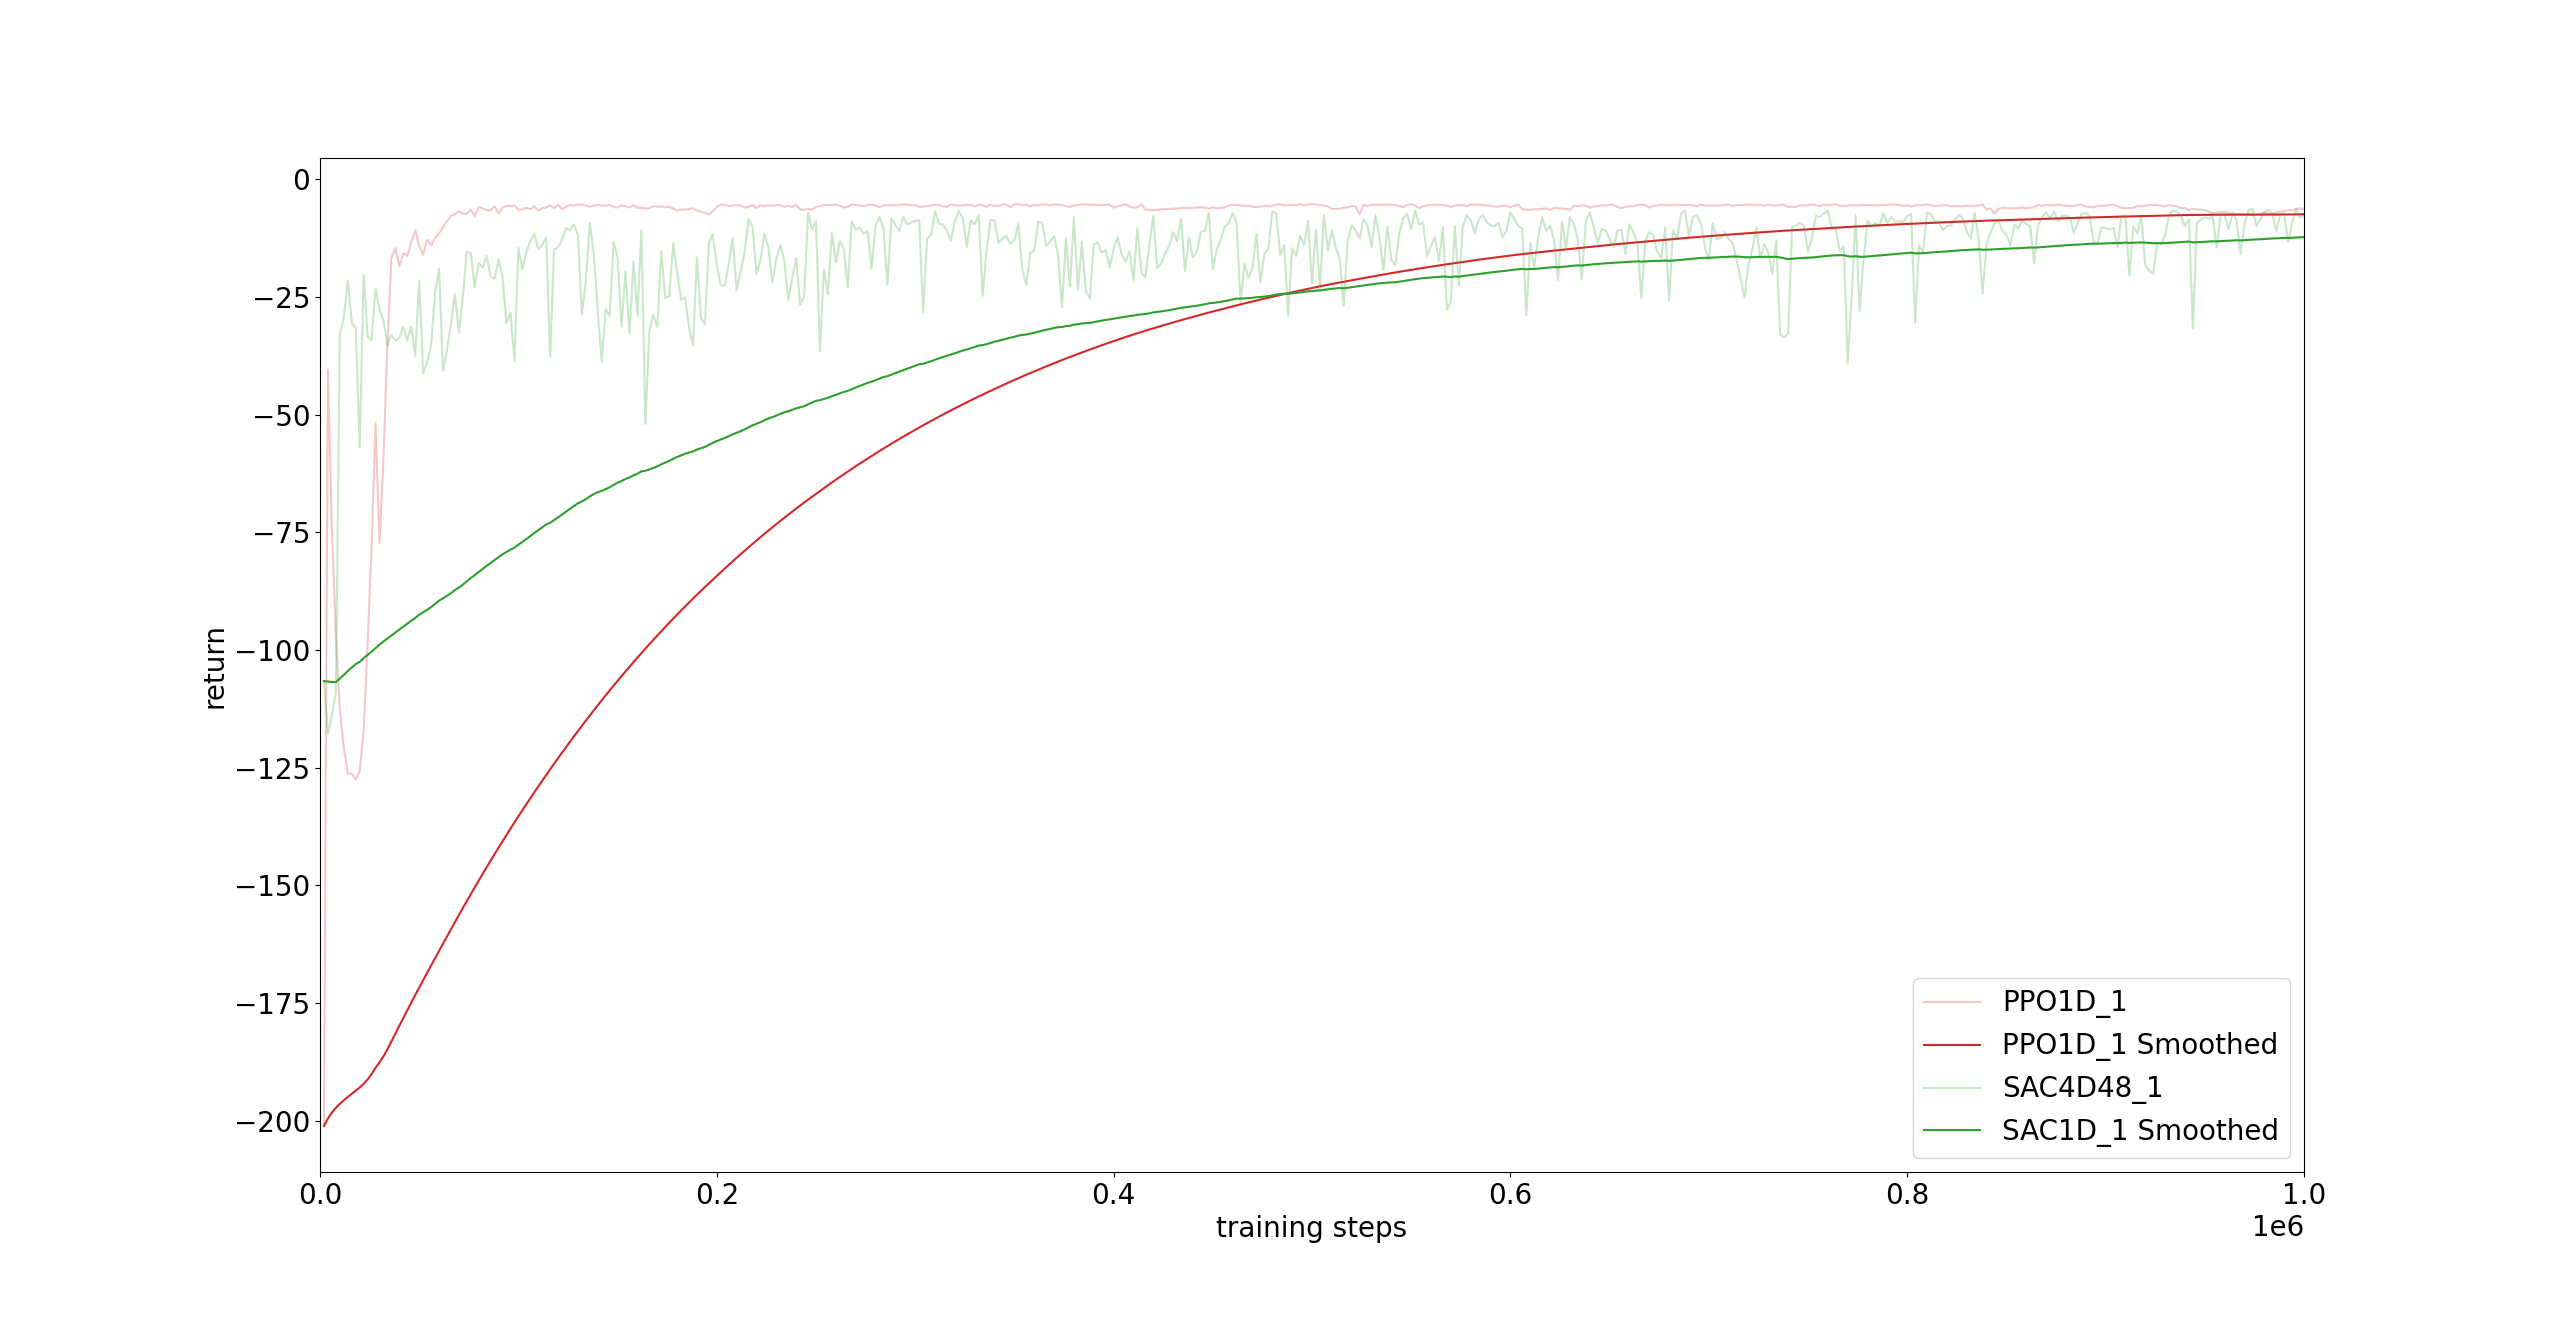 0
−25
−50
−75
−100
−125
−150
−175
−200
return
0.0 0.2 0.4 0.6 0.8 1.0
training steps
1e6
PPO1D_1
PPO1D_1 Smoothed
SAC4D48_1
SAC1D_1 Smoothed